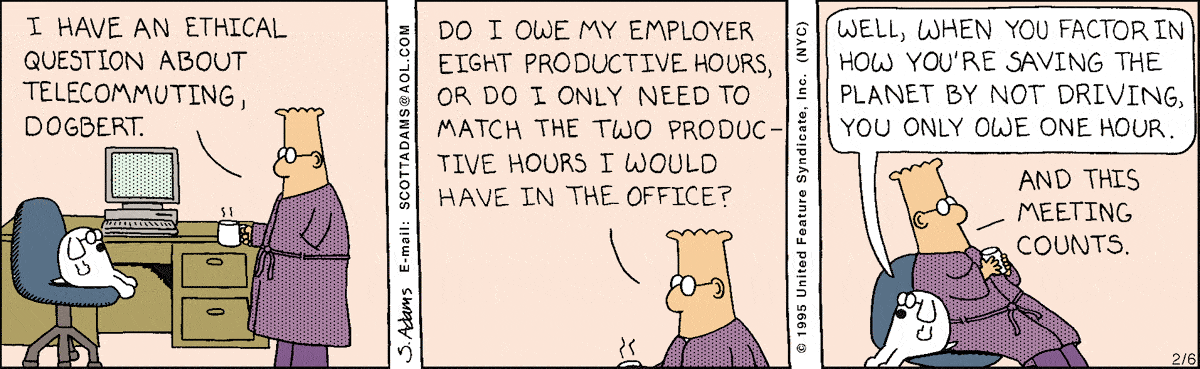 I HAVE AN ETHICAL
QUESTION ABOUT
TELECOMMUTING,
DOGBERT.
S. Adams E-mail: SCOTTADAMS@AOL.COM
DO I OWE MY EMPLOYER
EIGHT PRODUCTIVE HOURS,
OR DO I ONLY NEED TO
MATCH THE TWO PRODUC-
TIVE HOURS I WOULD
HAVE IN THE OFFICE?
© 1995 United Feature Syndicate, Inc. (NYC)
WELL, WHEN YOU FACTOR IN
HOW YOU'RE SAVING THE
PLANET BY NOT DRIVING,
YOU ONLY OWE ONE HOUR.
AND THIS
MEETING
COUNTS.
2/6